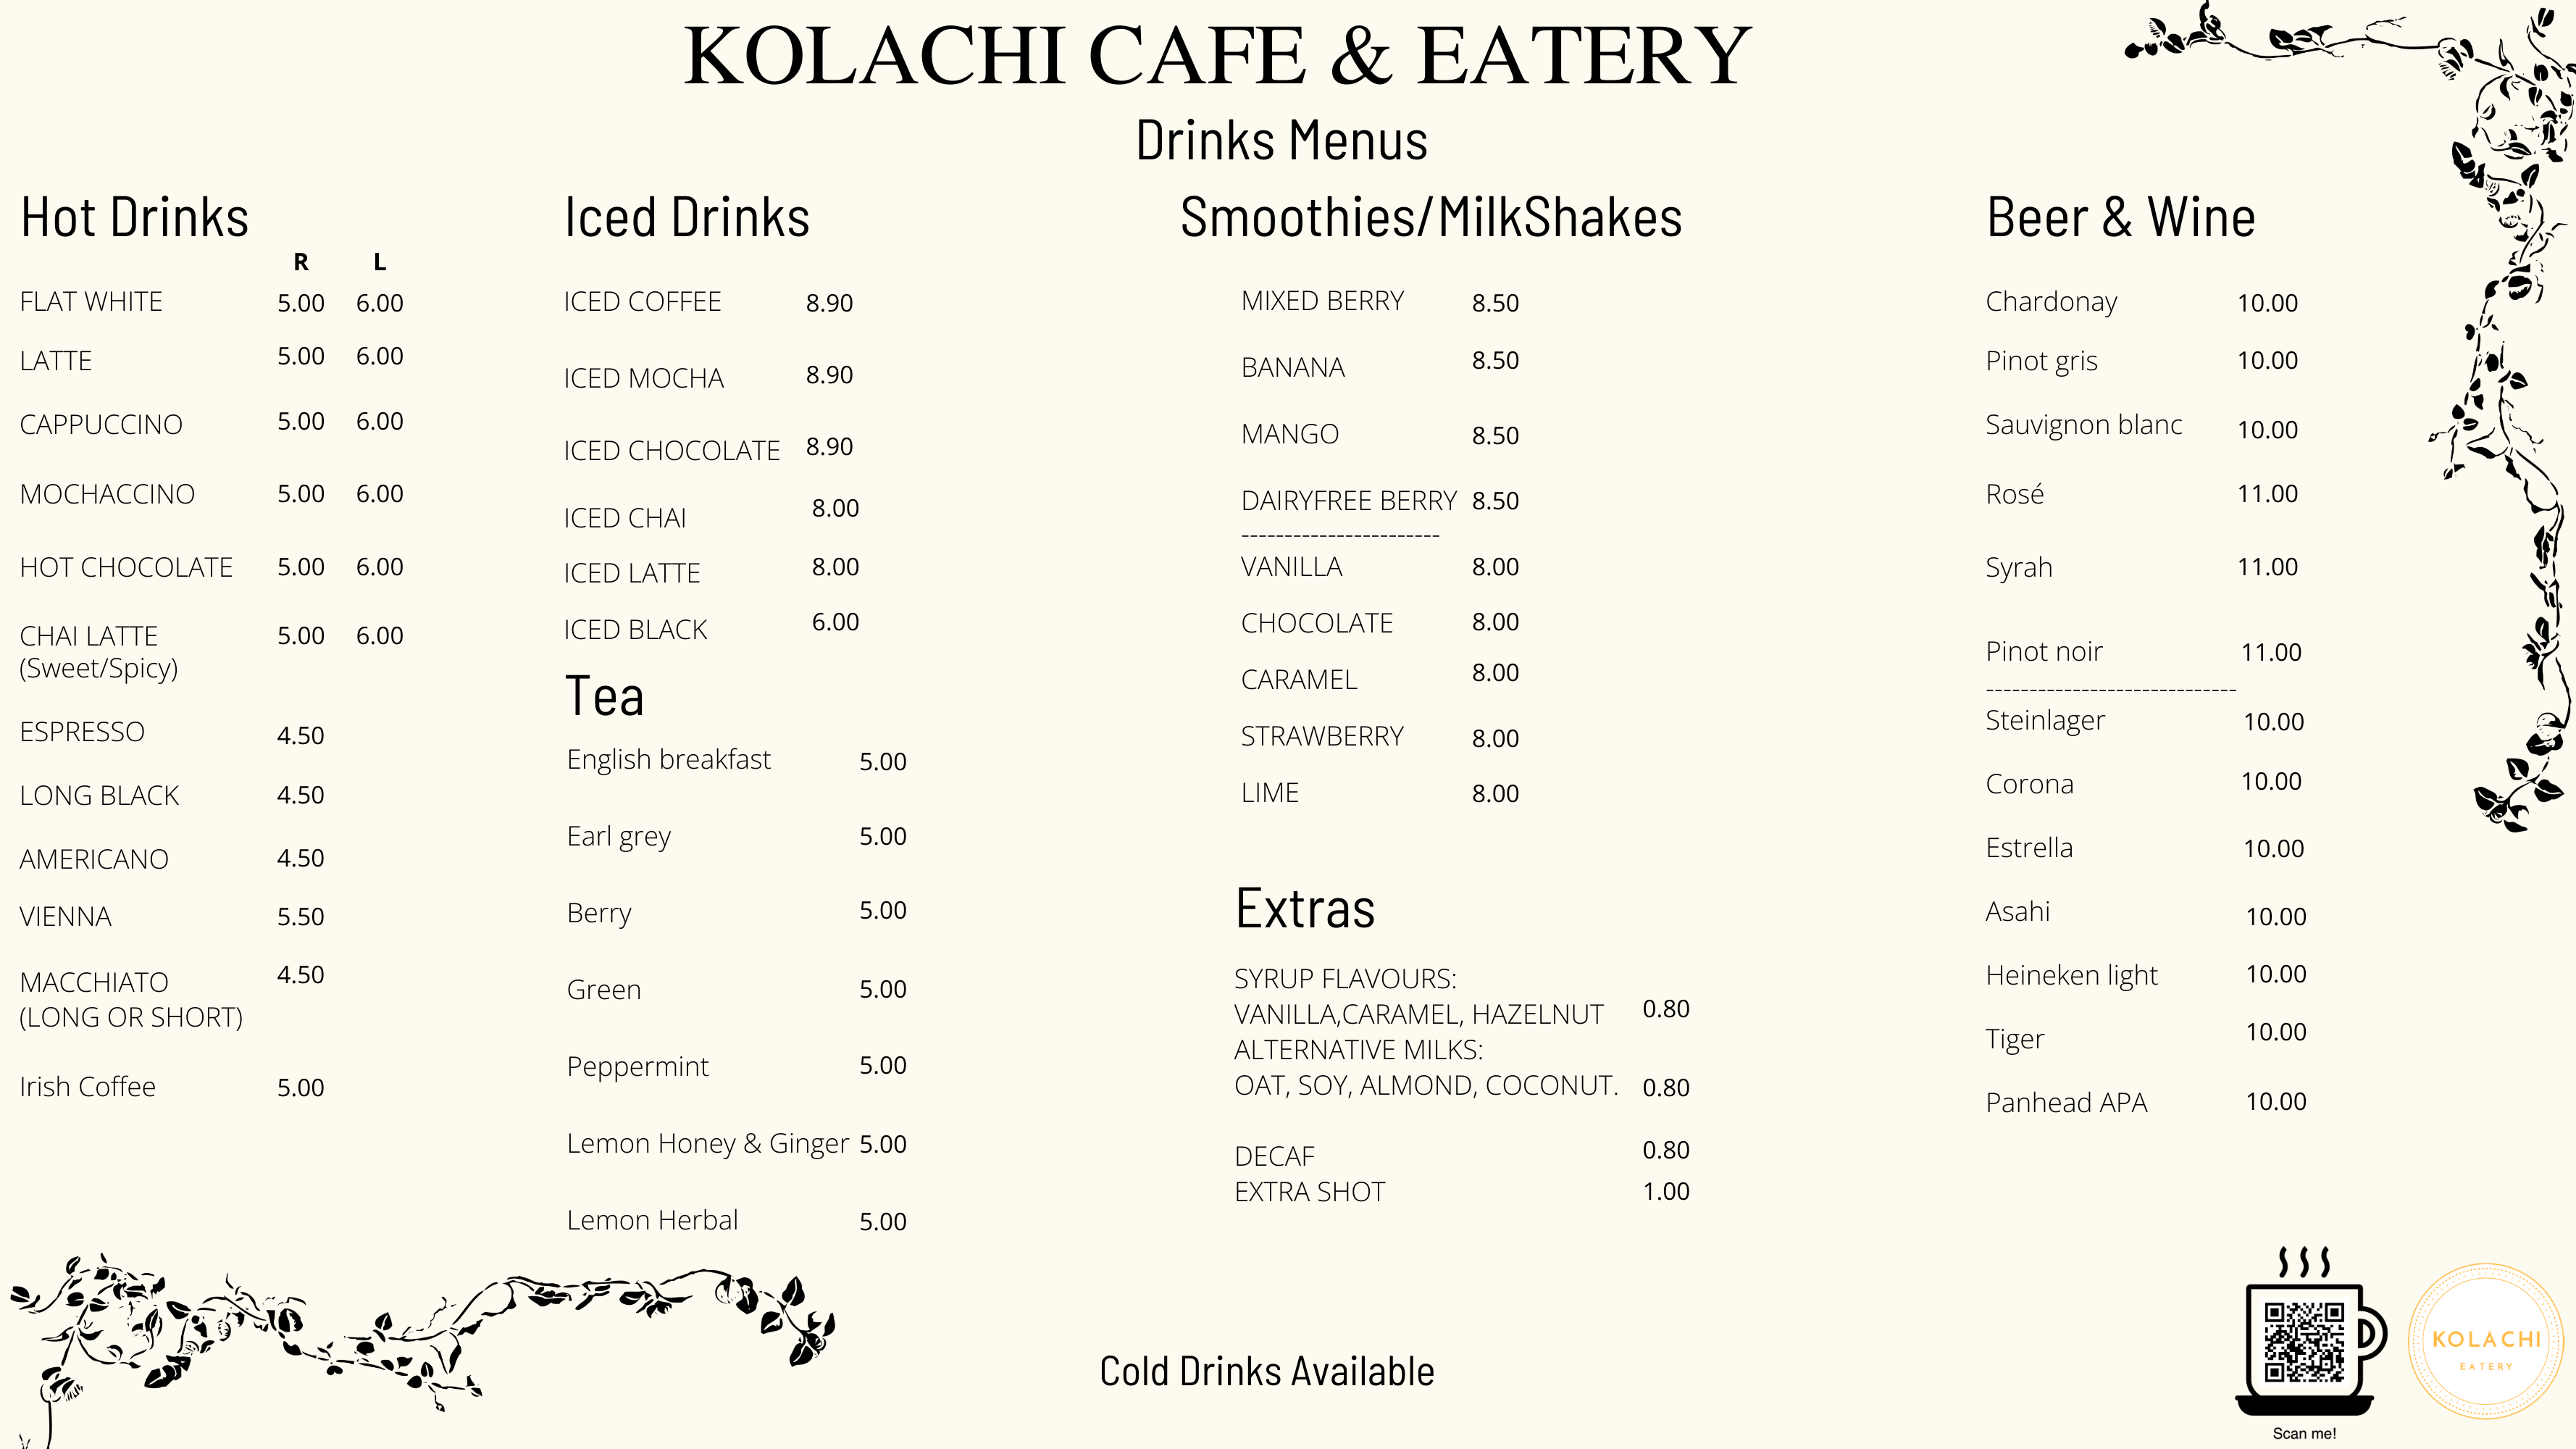 KOLACHI CAFE & EATERY
Drinks Menus
Hot Drinks
R L
FLAT WHITE 5.00 6.00
LATTE 5.00 6.00
CAPPUCCINO 5.00 6.00
MOCHACCINO 5.00 6.00
HOT CHOCOLATE 5.00 6.00
CHAI LATTE 5.00 6.00
(Sweet/Spicy)
ESPRESSO 4.50
LONG BLACK 4.50
AMERICANO 4.50
VIENNA 5.50
MACCHIATO 4.50
(LONG OR SHORT)
Irish Coffee 5.00
Iced Drinks
ICED COFFEE 8.90
ICED MOCHA 8.90
ICED CHOCOLATE 8.90
ICED CHAI 8.00
ICED LATTE 8.00
ICED BLACK 6.00
Tea
English breakfast 5.00
Earl grey 5.00
Berry 5.00
Green 5.00
Peppermint 5.00
Lemon Honey & Ginger 5.00
Lemon Herbal 5.00
Smoothies/MilkShakes
MIXED BERRY 8.50
BANANA 8.50
MANGO 8.50
DAIRYFREE BERRY 8.50
-----------------------
VANILLA 8.00
CHOCOLATE 8.00
CARAMEL 8.00
STRAWBERRY 8.00
LIME 8.00
Extras
SYRUP FLAVOURS:
VANILLA,CARAMEL, HAZELNUT 0.80
ALTERNATIVE MILKS:
OAT, SOY, ALMOND, COCONUT. 0.80
DECAF 0.80
EXTRA SHOT 1.00
Beer & Wine
Chardonay 10.00
Pinot gris 10.00
Sauvignon blanc 10.00
Rosé 11.00
Syrah 11.00
Pinot noir 11.00
-----------------------------
Steinlager 10.00
Corona 10.00
Estrella 10.00
Asahi 10.00
Heineken light 10.00
Tiger 10.00
Panhead APA 10.00
Cold Drinks Available
Scan me!
KOLACHI
EATERY